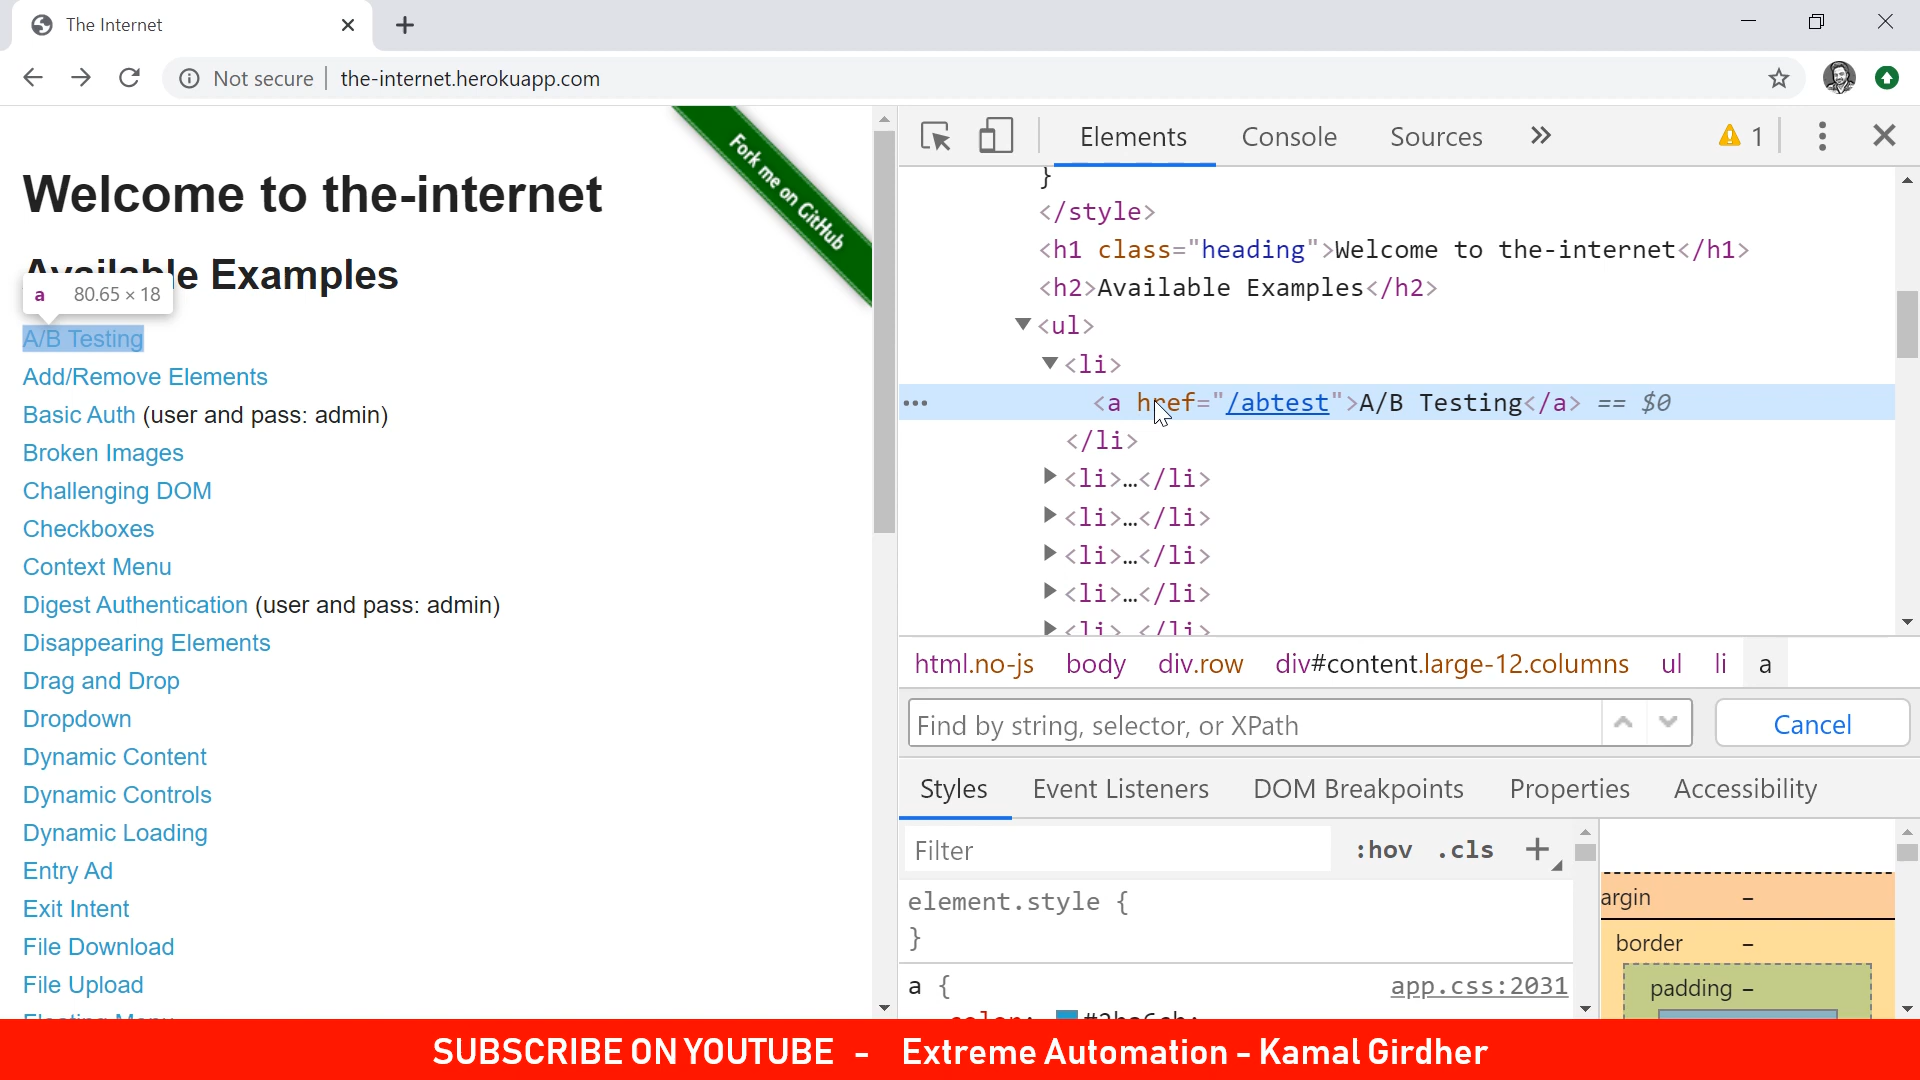 The Internet
Not secure
the-internet.herokuapp.com
Welcome to the-internet
Available Examples
Fork me on GitHub
a 80.65 × 18
A/B Testing
Add/Remove Elements
Basic Auth (user and pass: admin)
Broken Images
Challenging DOM
Checkboxes
Context Menu
Digest Authentication (user and pass: admin)
Disappearing Elements
Drag and Drop
Dropdown
Dynamic Content
Dynamic Controls
Dynamic Loading
Entry Ad
Exit Intent
File Download
File Upload
Floating Menu
Elements Console Sources » 1
}
</style>
<h1 class="heading">Welcome to the-internet</h1>
<h2>Available Examples</h2>
<ul>
<li>
<a href="/abtest">A/B Testing</a> == $0
</li>
<li>…</li>
<li>…</li>
<li>…</li>
<li>…</li>
<li> </li>
html.no-js body div.row div#content.large-12.columns ul li a
Find by string, selector, or XPath
Cancel
Styles Event Listeners DOM Breakpoints Properties Accessibility
Filter :hov .cls +
element.style {
}
a { app.css:2031
color: #2ba6cb;
argin –
border –
padding –
SUBSCRIBE ON YOUTUBE - Extreme Automation - Kamal Girdher